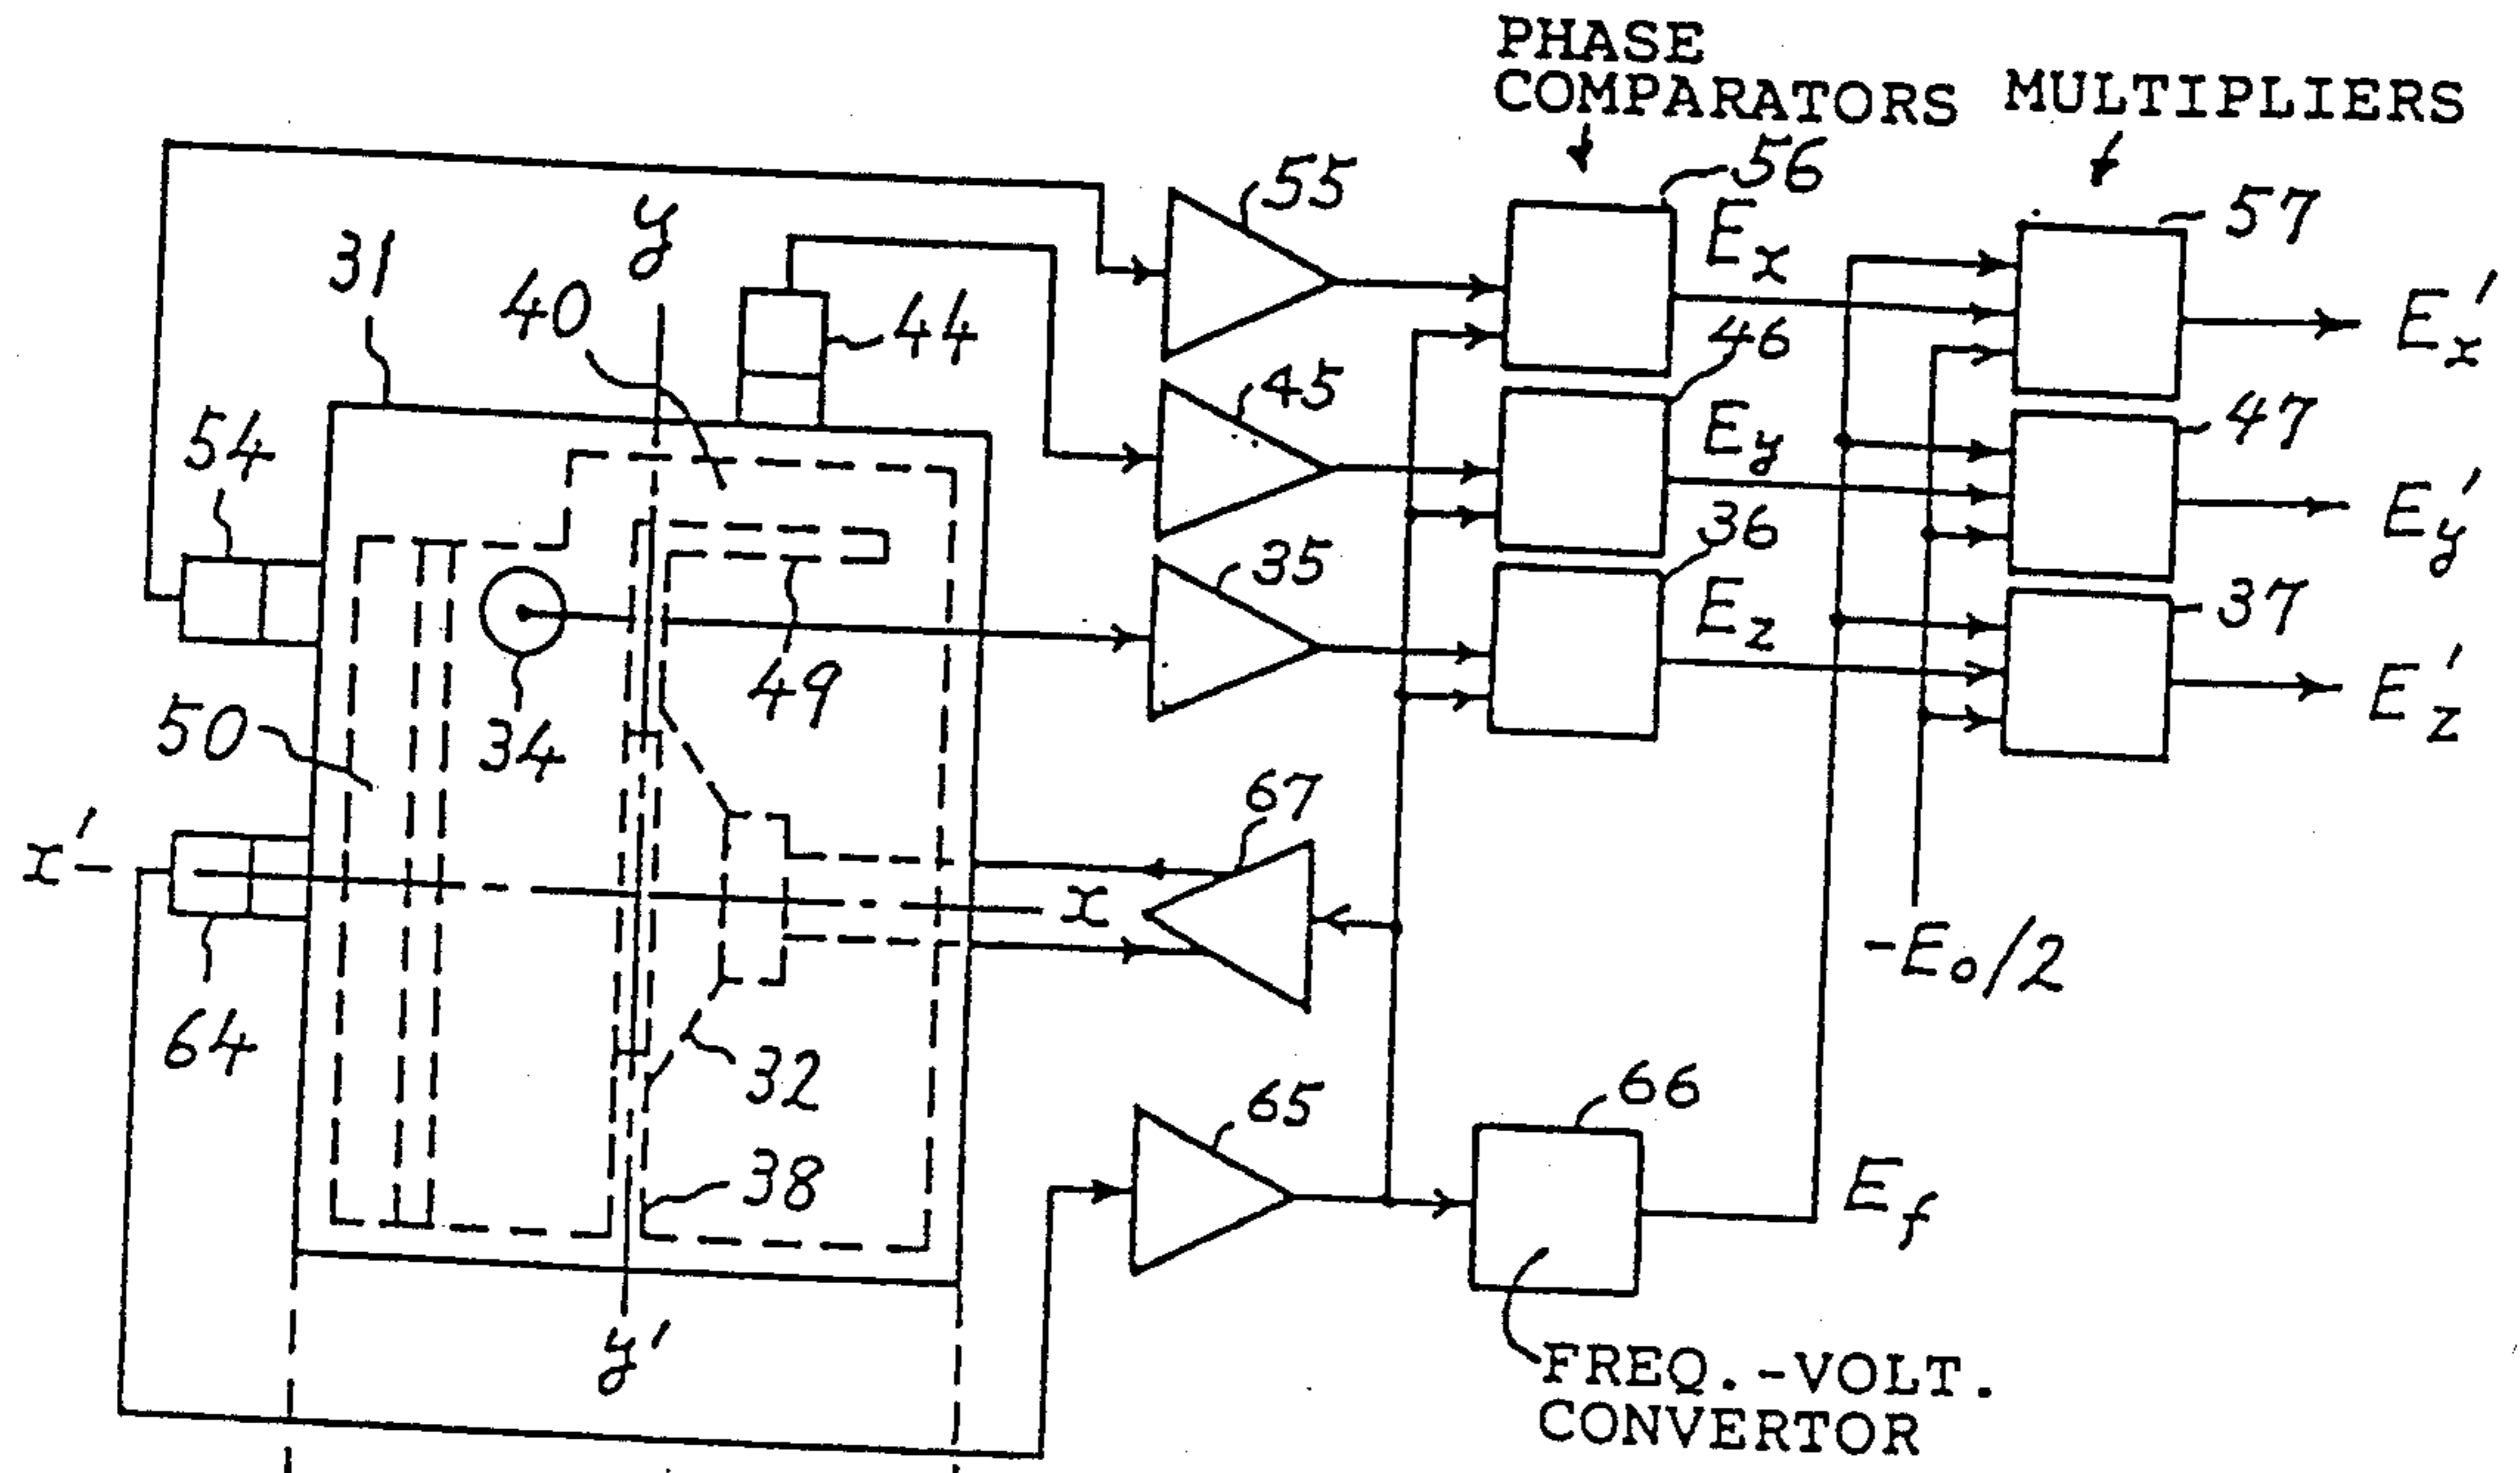 PHASE
COMPARATORS
MULTIPLIERS
55
56
57
y
Ex
31
40
44
46
Ex'
45
54
Ey
47
36
35
Ey'
Ez
37
49
50
34
Ez'
67
x'
x
-Eo/2
64
32
65
66
38
Ef
y'
FREQ.-VOLT.
CONVERTOR